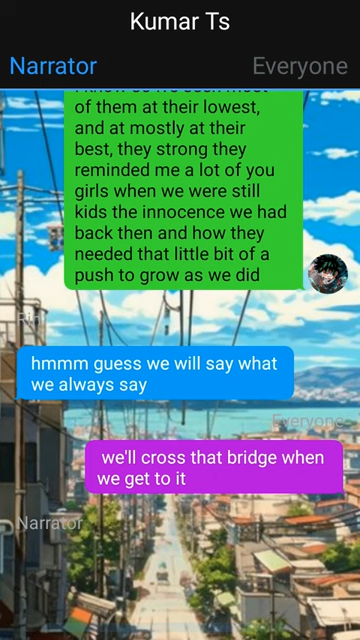 Kumar Ts
Narrator
Everyone
of them at their lowest,
and at mostly at their
best, they strong they
reminded me a lot of you
girls when we were still
kids the innocence we had
back then and how they
needed that little bit of a
push to grow as we did
hmmm guess we will say what
we always say
Everyone
we'll cross that bridge when
we get to it
Narrator